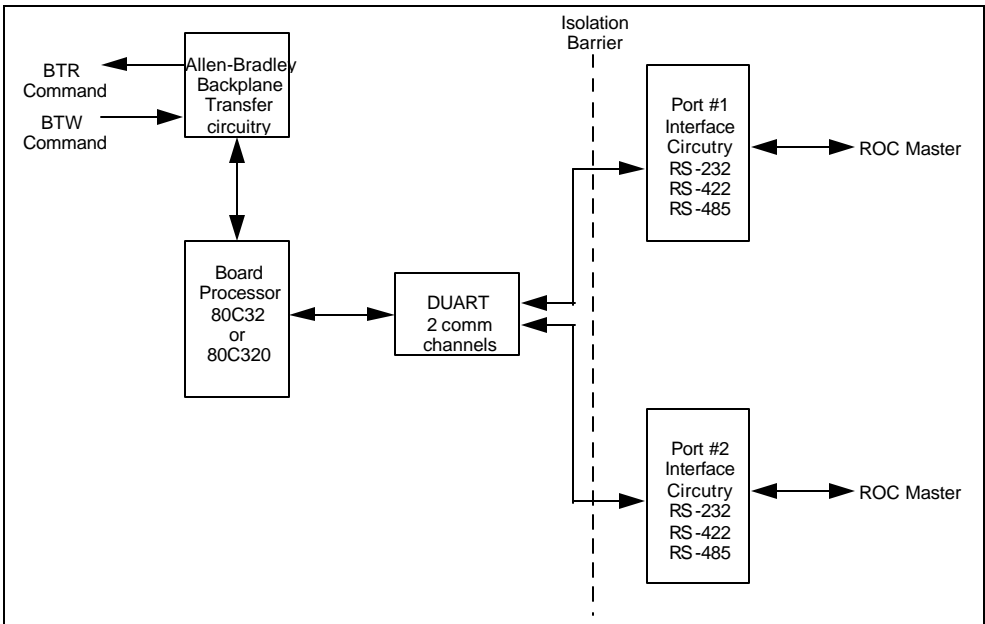 Isolation
Barrier
BTR
Command
BTW
Command
Allen-Bradley
Backplane
Transfer
circuitry
Port #1
Interface
Circutry
RS-232
RS-422
RS-485
ROC Master
Board
Processor
80C32
or
80C320
DUART
2 comm
channels
Port #2
Interface
Circutry
RS-232
RS-422
RS-485
ROC Master